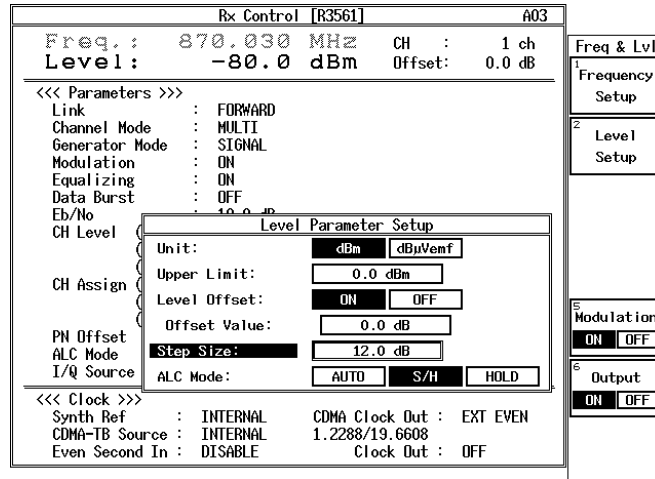 Rx Control [R3561] A03
Freq.: 870.030 MHz CH : 1 ch
Level: -80.0 dBm Offset: 0.0 dB
<<< Parameters >>>
Link : FORWARD
Channel Mode : MULTI
Generator Mode : SIGNAL
Modulation : ON
Equalizing : ON
Data Burst : OFF
Eb/No :
CH Level (
(
(
CH Assign (
(
(
PN Offset
ALC Mode
I/Q Source
Level Parameter Setup
Unit: dBm dBµVemf
Upper Limit: 0.0 dBm
Level Offset: ON OFF
Offset Value: 0.0 dB
Step Size: 12.0 dB
ALC Mode: AUTO S/H HOLD
<<< Clock >>>
Synth Ref : INTERNAL CDMA Clock Out : EXT EVEN
CDMA-TB Source : INTERNAL 1.2288/19.6608
Even Second In : DISABLE Clock Out : OFF
Freq & Lvl
1
Frequency
Setup
2
Level
Setup
5
Modulation
ON OFF
6
Output
ON OFF